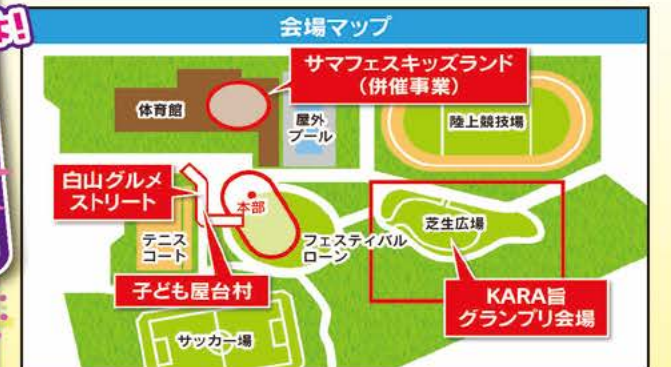 会場マップ
サマフェスキッズランド
(併催事業)
体育館
屋外
プール
陸上競技場
白山グルメ
ストリート
本部
芝生広場
テニス
コート
フェスティバル
ローン
子ども屋台村
KARA旨
グランプリ会場
サッカー場